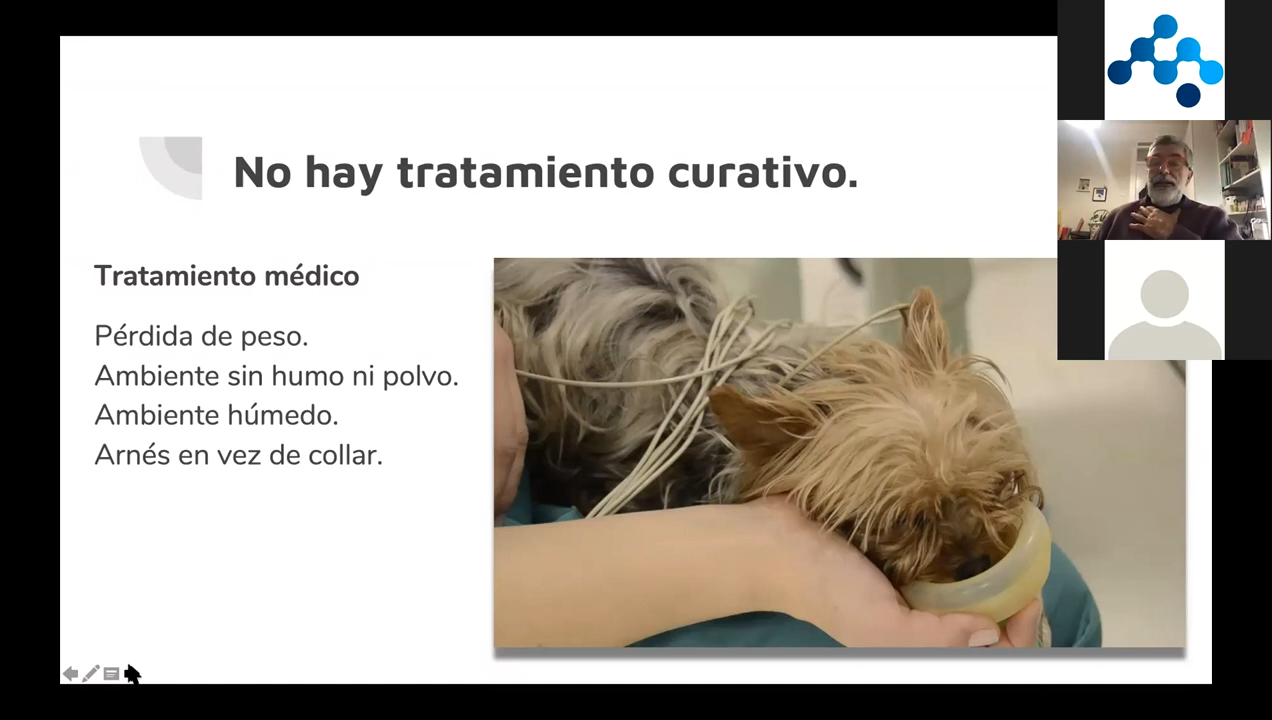 No hay tratamiento curativo.
Tratamiento médico
Pérdida de peso.
Ambiente sin humo ni polvo.
Ambiente húmedo.
Arnés en vez de collar.